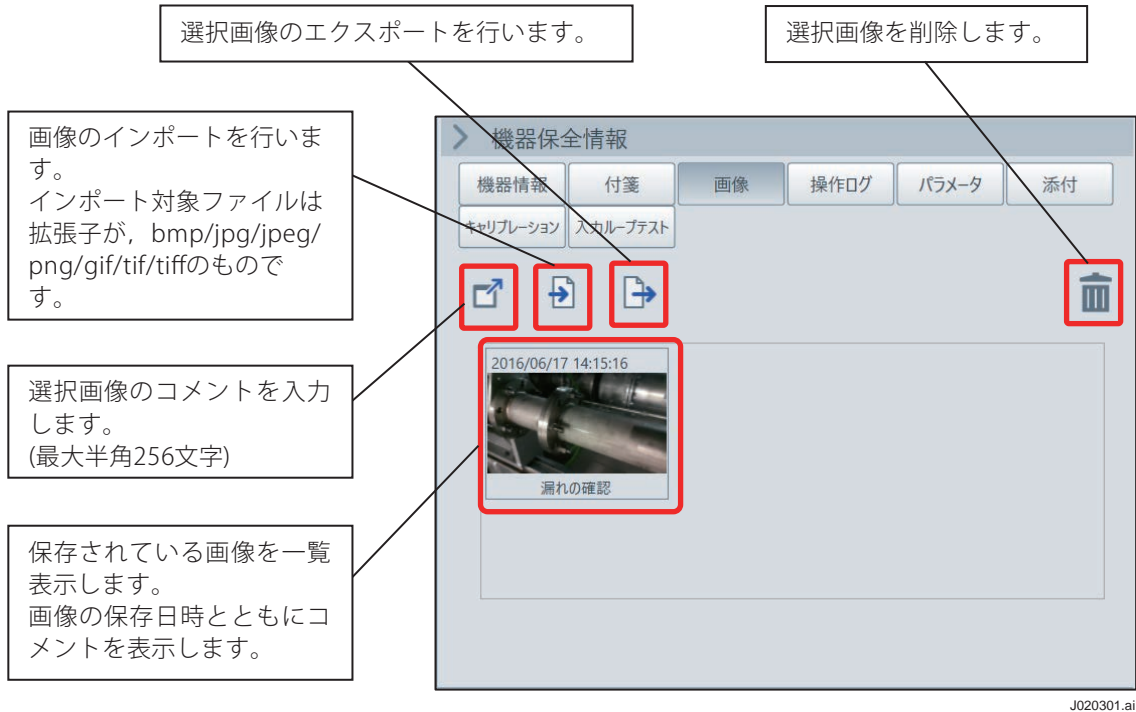 選択画像のエクスポートを行います。
選択画像を削除します。
画像のインポートを行いま
す。
インポート対象ファイルは
拡張子が，bmp/jpg/jpeg/
png/gif/tif/tiffのもので
す。
選択画像のコメントを入力
します。
(最大半角256文字)
保存されている画像を一覧
表示します。
画像の保存日時とともにコ
メントを表示します。
機器保全情報
機器情報 付箋 画像 操作ログ パラメータ 添付
キャリブレーション 入力ループテスト
2016/06/17 14:15:16
漏れの確認
J020301.ai